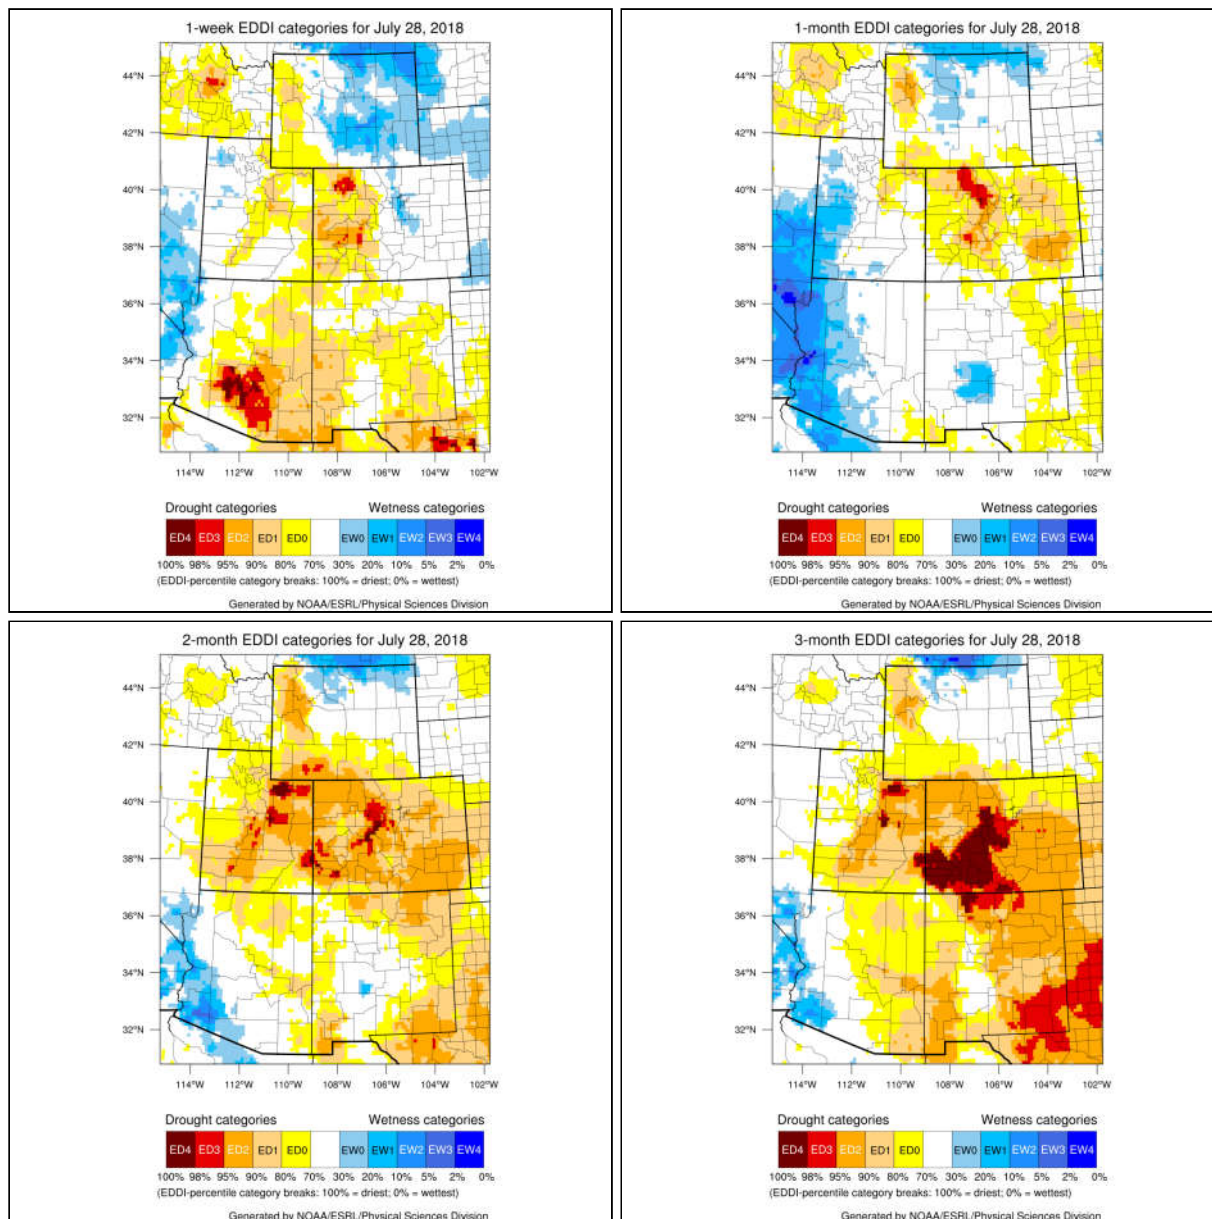 1-week EDDI categories for July 28, 2018
44°N
42°N
40°N
38°N
36°N
34°N
32°N
114°W 112°W 110°W 108°W 106°W 104°W 102°W
Drought categories Wetness categories
ED4 ED3 ED2 ED1 ED0 EW0 EW1 EW2 EW3 EW4
100% 98% 95% 90% 80% 70% 30% 20% 10% 5% 2% 0%
(EDDI-percentile category breaks: 100% = driest; 0% = wettest)
Generated by NOAA/ESRL/Physical Sciences Division
1-month EDDI categories for July 28, 2018
44°N
42°N
40°N
38°N
36°N
34°N
32°N
114°W 112°W 110°W 108°W 106°W 104°W 102°W
Drought categories Wetness categories
ED4 ED3 ED2 ED1 ED0 EW0 EW1 EW2 EW3 EW4
100% 98% 95% 90% 80% 70% 30% 20% 10% 5% 2% 0%
(EDDI-percentile category breaks: 100% = driest; 0% = wettest)
Generated by NOAA/ESRL/Physical Sciences Division
2-month EDDI categories for July 28, 2018
44°N
42°N
40°N
38°N
36°N
34°N
32°N
114°W 112°W 110°W 108°W 106°W 104°W 102°W
Drought categories Wetness categories
ED4 ED3 ED2 ED1 ED0 EW0 EW1 EW2 EW3 EW4
100% 98% 95% 90% 80% 70% 30% 20% 10% 5% 2% 0%
(EDDI-percentile category breaks: 100% = driest; 0% = wettest)
Generated by NOAA/ESRL/Physical Sciences Division
3-month EDDI categories for July 28, 2018
44°N
42°N
40°N
38°N
36°N
34°N
32°N
114°W 112°W 110°W 108°W 106°W 104°W 102°W
Drought categories Wetness categories
ED4 ED3 ED2 ED1 ED0 EW0 EW1 EW2 EW3 EW4
100% 98% 95% 90% 80% 70% 30% 20% 10% 5% 2% 0%
(EDDI-percentile category breaks: 100% = driest; 0% = wettest)
Generated by NOAA/ESRL/Physical Sciences Division